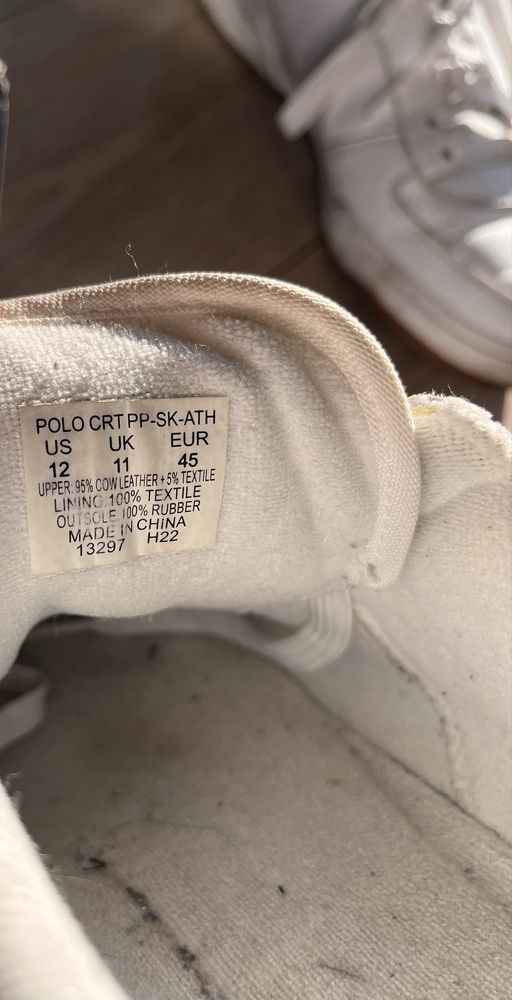 POLO CRT PP-SK-ATH
US UK EUR
12 11 45
UPPER: 95% COW LEATHER + 5% TEXTILE
LINING: 100% TEXTILE
OUTSOLE 100% RUBBER
MADE IN CHINA
13297 H22